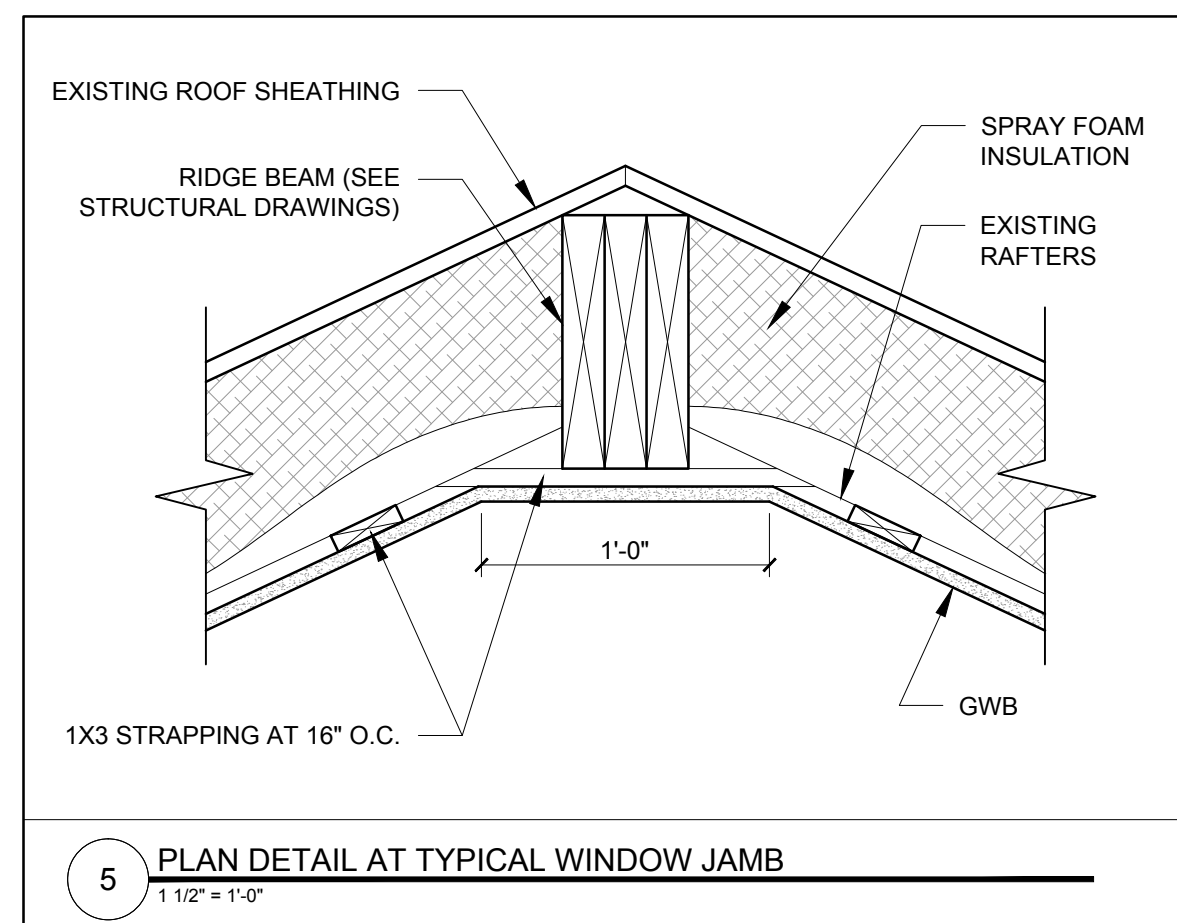 EXISTING ROOF SHEATHING
RIDGE BEAM (SEE
STRUCTURAL DRAWINGS)
SPRAY FOAM
INSULATION
EXISTING
RAFTERS
1'-0"
1X3 STRAPPING AT 16" O.C.
GWB
5
PLAN DETAIL AT TYPICAL WINDOW JAMB
1 1/2" = 1'-0"